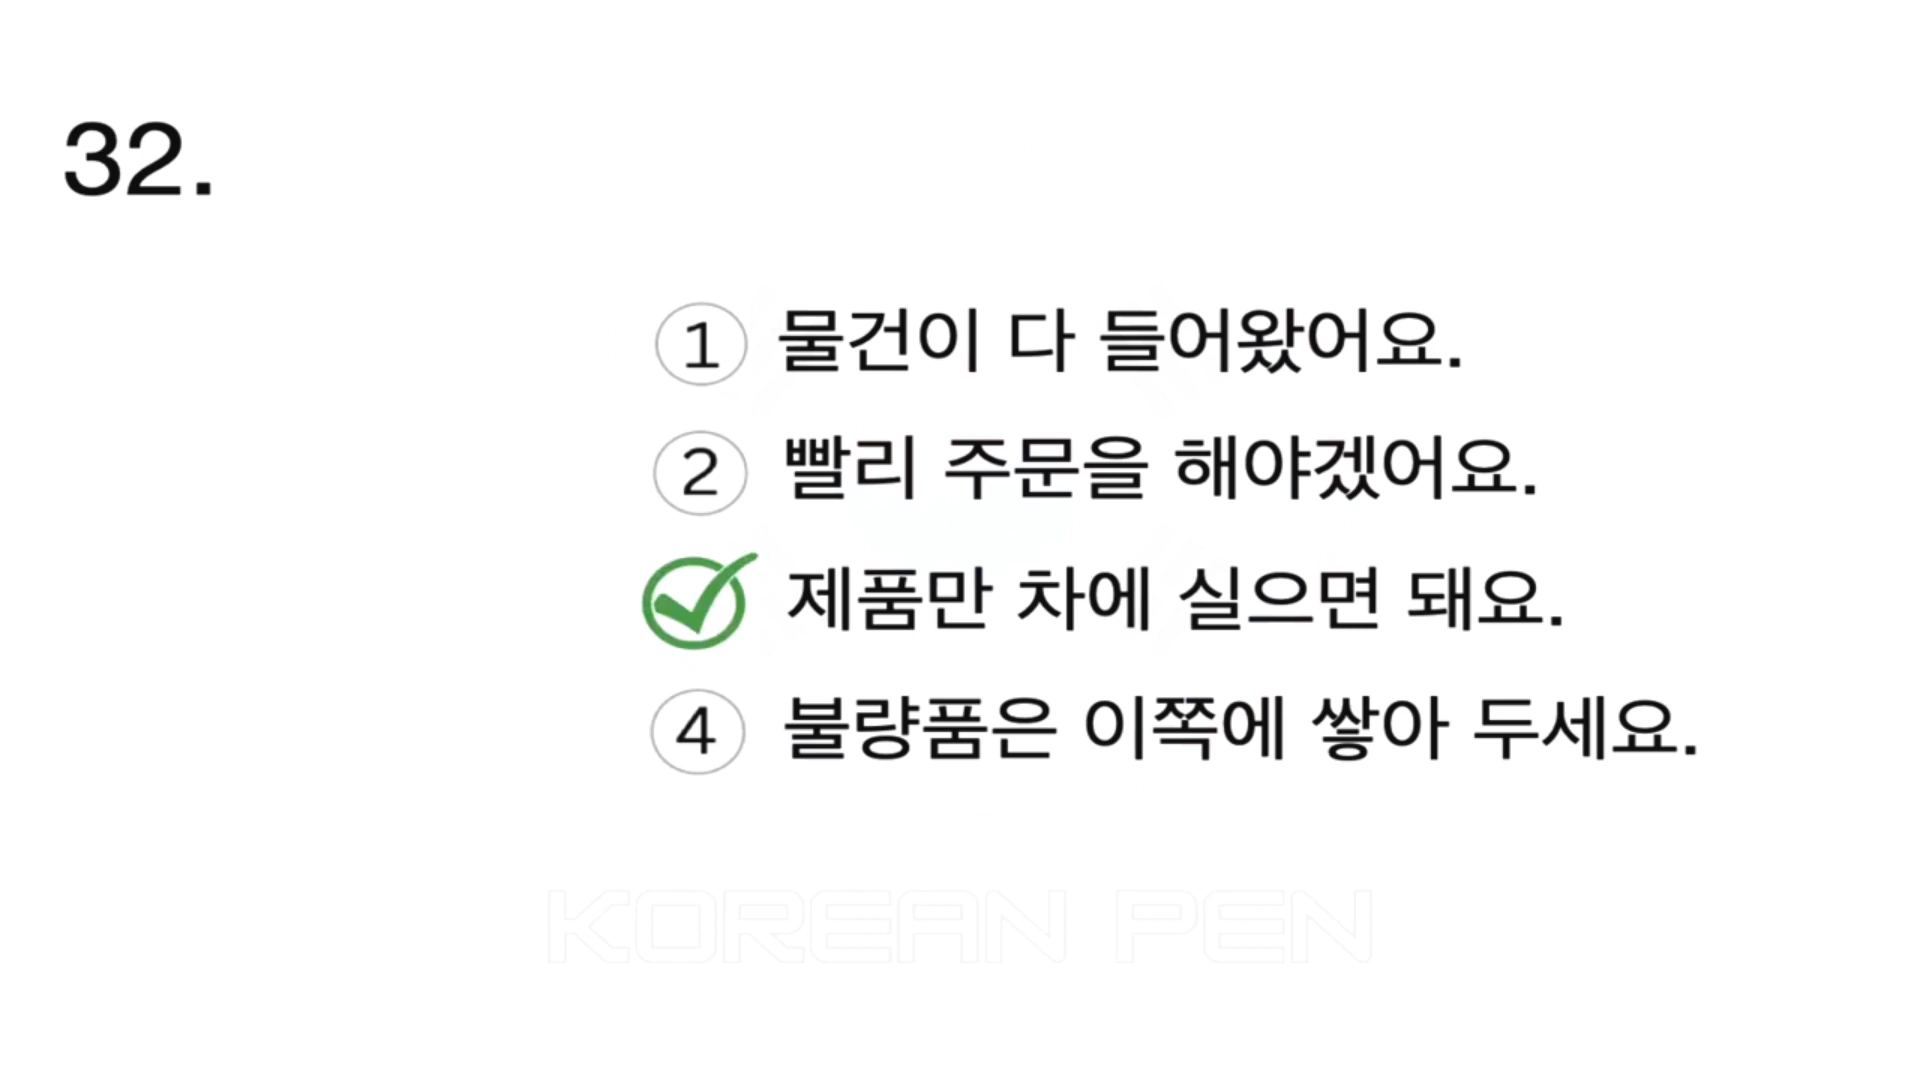 32.
① 물건이 다 들어왔어요.
② 빨리 주문을 해야겠어요.
제품만 차에 실으면 돼요.
④ 불량품은 이쪽에 쌓아 두세요.
KOREAN PEN